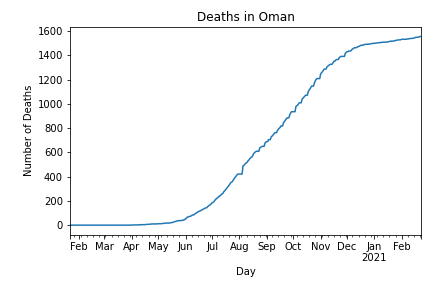 Deaths in Oman
1600
1400
1200
1000
800
600
400
200
0
Number of Deaths
Feb Mar Apr May Jun Jul Aug Sep Oct Nov Dec Jan Feb
2021
Day